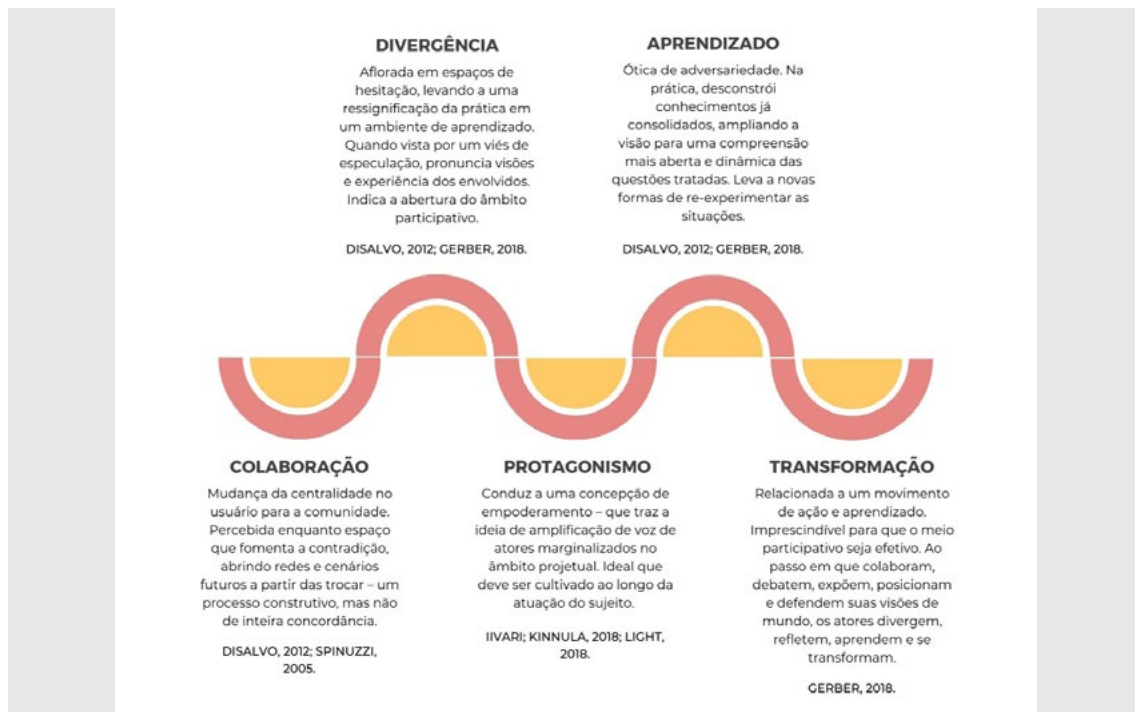 DIVERGÊNCIA
Aflorada em espaços de
hesitação, levando a uma
ressignificação da prática em
um ambiente de aprendizado.
Quando vista por um viés de
especulação, pronuncia visões
e experiência dos envolvidos.
Indica a abertura do âmbito
participativo.
DISALVO, 2012; GERBER, 2018.
APRENDIZADO
Ótica de adversariedade. Na
prática, desconstrói
conhecimentos já
consolidados, ampliando a
visão para uma compreensão
mais aberta e dinâmica das
questões tratadas. Leva a novas
formas de re-experimentar as
situações.
DISALVO, 2012; GERBER, 2018.
COLABORAÇÃO
Mudança da centralidade no
usuário para a comunidade.
Percebida enquanto espaço
que fomenta a contradição,
abrindo redes e cenários
futuros a partir das trocar – um
processo construtivo, mas não
de inteira concordância.
DISALVO, 2012; SPINUZZI,
2005.
PROTAGONISMO
Conduz a uma concepção de
empoderamento – que traz a
ideia de amplificação de voz de
atores marginalizados no
âmbito projetual. Ideal que
deve ser cultivado ao longo da
atuação do sujeito.
IIVARI; KINNULA, 2018; LIGHT,
2018.
TRANSFORMAÇÃO
Relacionada a um movimento
de ação e aprendizado.
Imprescindível para que o meio
participativo seja efetivo. Ao
passo em que colaboram,
debatem, expõem, posicionam
e defendem suas visões de
mundo, os atores divergem,
refletem, aprendem e se
transformam.
GERBER, 2018.